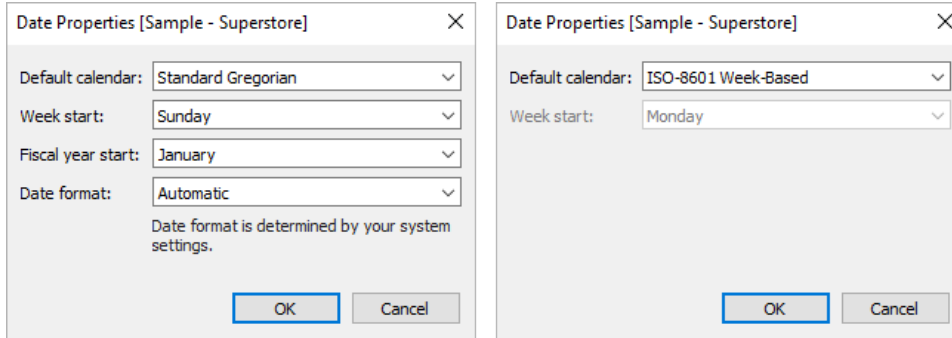 Date Properties [Sample - Superstore]
Default calendar: Standard Gregorian
Week start: Sunday
Fiscal year start: January
Date format: Automatic
Date format is determined by your system
settings.
OK Cancel
Date Properties [Sample - Superstore]
Default calendar: ISO-8601 Week-Based
Week start: Monday
OK Cancel